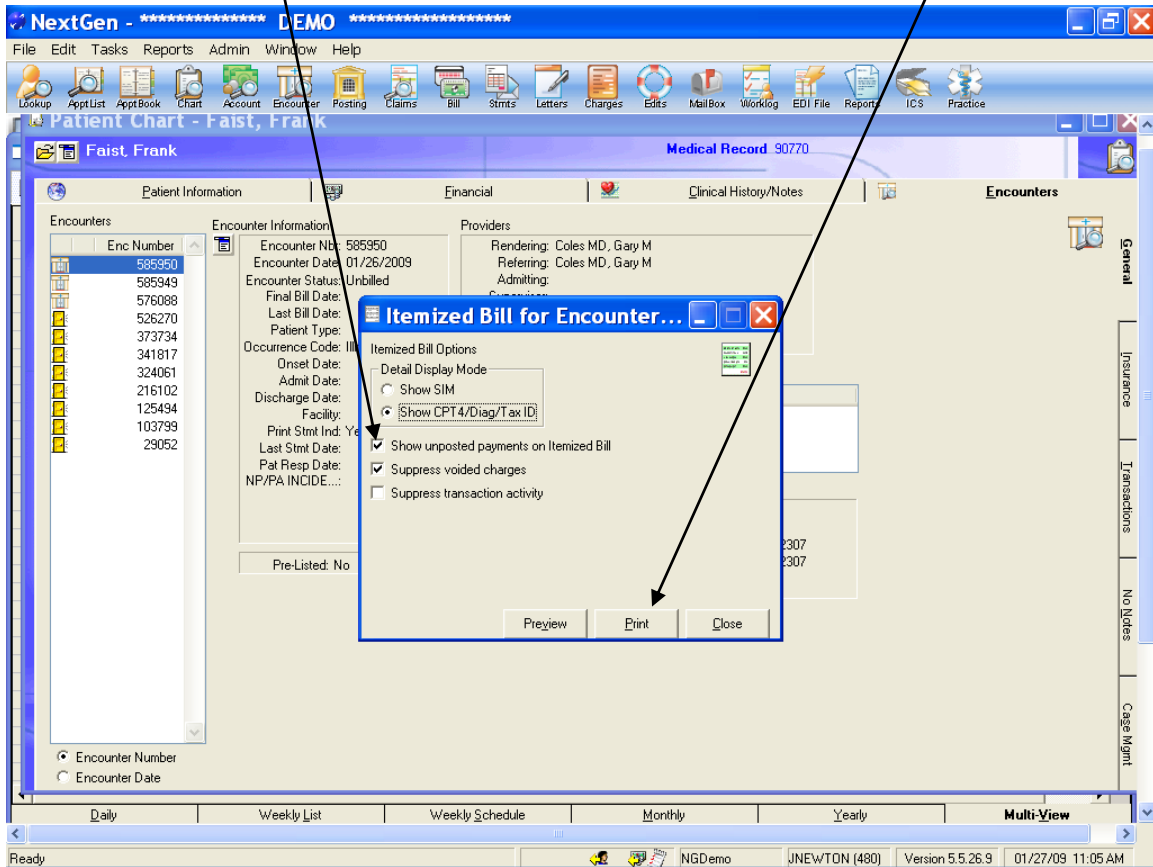 NextGen - *************** DEMO ******************
File Edit Tasks Reports Admin Window Help
Lookup ApptList ApptBook Chart Account Encounter Posting Claims Bill Stmts Letters Charges Edits MailBox Worklog EDI File Reports ICS Practice
Patient Chart - Faist, Frank
Faist, Frank Medical Record 90770
Patient Information Financial Clinical History/Notes Encounters
Encounters
Enc Number
585950
585949
576088
526270
373734
341817
324061
216102
125494
103799
29052
Encounter Number
Encounter Date
Encounter Information
Encounter Nbr: 585950
Encounter Date: 01/26/2009
Encounter Status: Unbilled
Final Bill Date:
Last Bill Date:
Patient Type:
Occurrence Code:
Onset Date:
Admit Date:
Discharge Date:
Facility:
Print Stmt Ind: Ye
Last Stmt Date:
Pat Resp Date:
NP/PA INCIDE...:
Pre-Listed: No
Providers
Rendering: Coles MD, Gary M
Referring: Coles MD, Gary M
Admitting:
2307
2307
Itemized Bill for Encounter...
Itemized Bill Options
Detail Display Mode
Show SIM
Show CPT4/Diag/Tax ID
Show unposted payments on Itemized Bill
Suppress voided charges
Suppress transaction activity
Preview Print Close
General
Insurance
Transactions
No Notes
Case Mgmt
Daily Weekly List Weekly Schedule Monthly Yearly Multi-View
Ready NGDemo JNEWTON (480) Version 5.5.26.9 01/27/09 11:05 AM